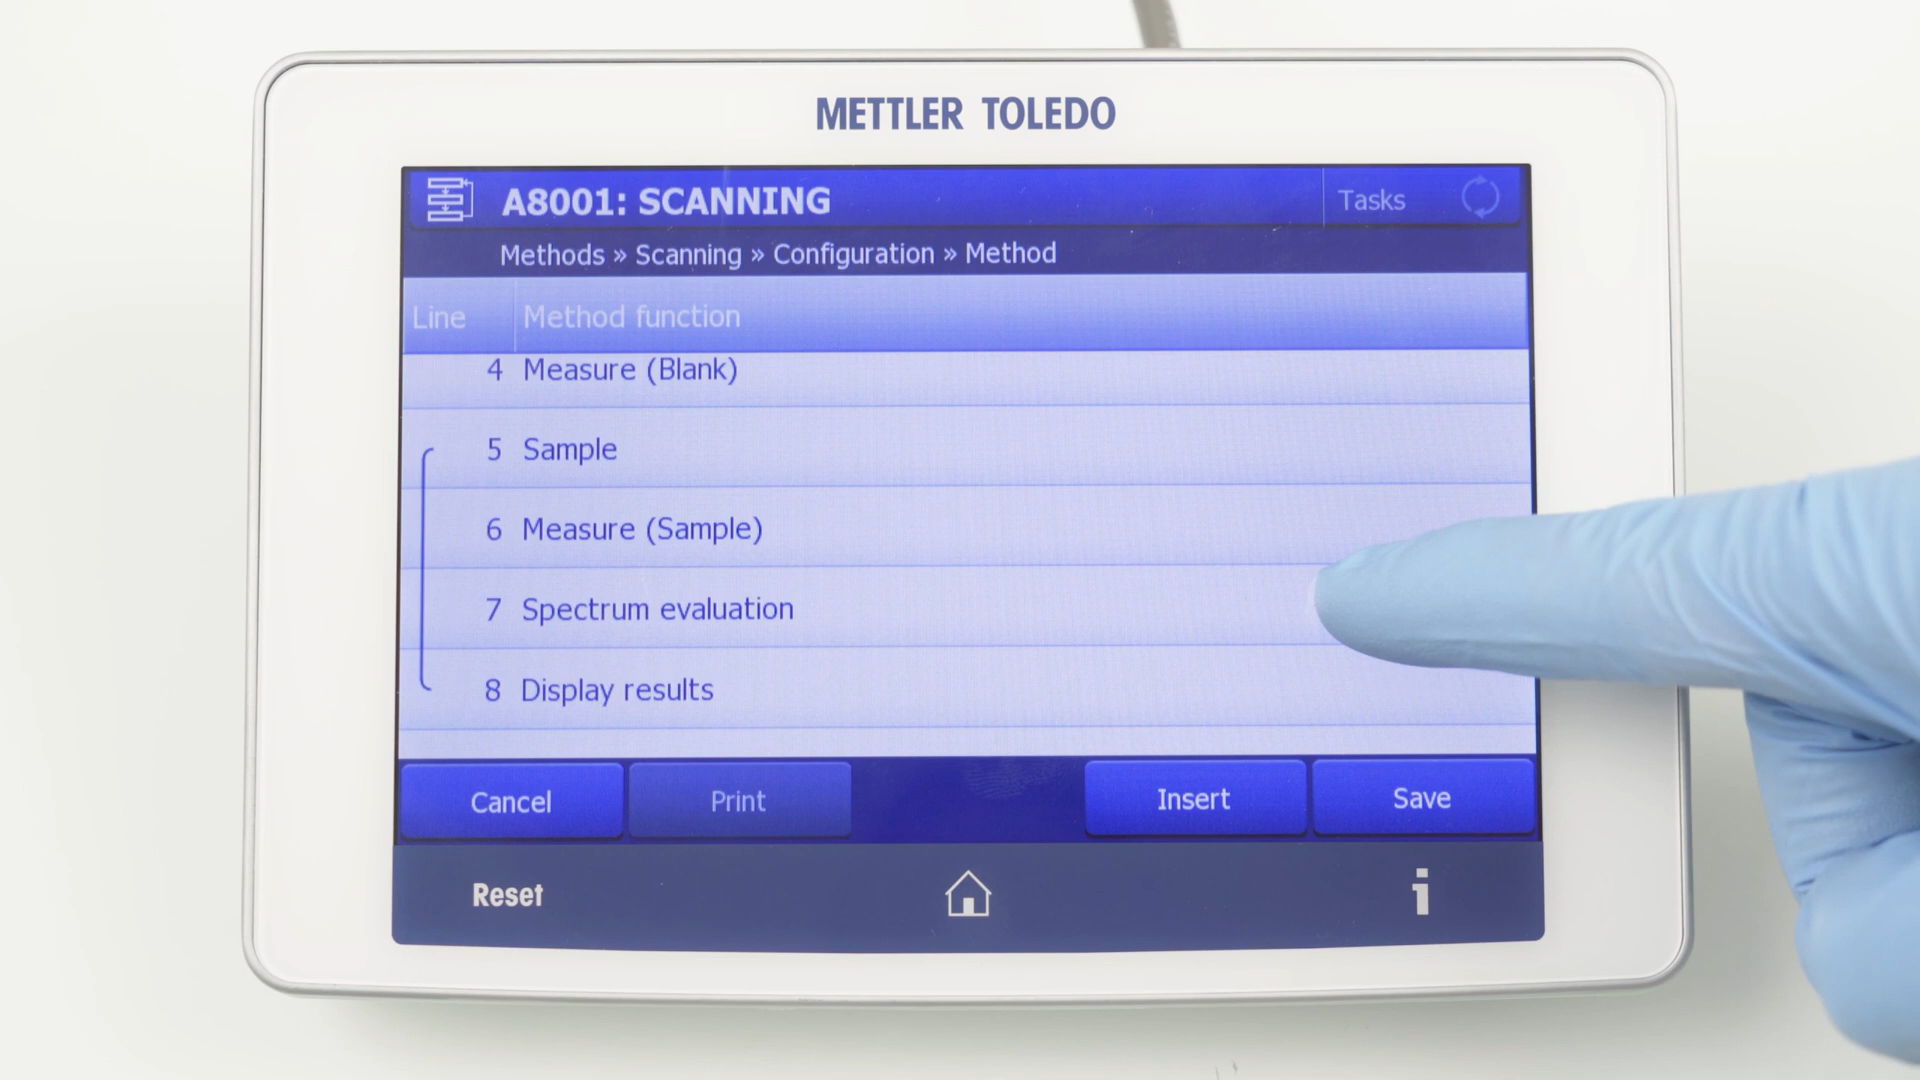 METTLER TOLEDO
A8001: SCANNING
Tasks
Methods » Scanning » Configuration » Method
Line Method function
4 Measure (Blank)
5 Sample
6 Measure (Sample)
7 Spectrum evaluation
8 Display results
Cancel Print Insert Save
Reset i